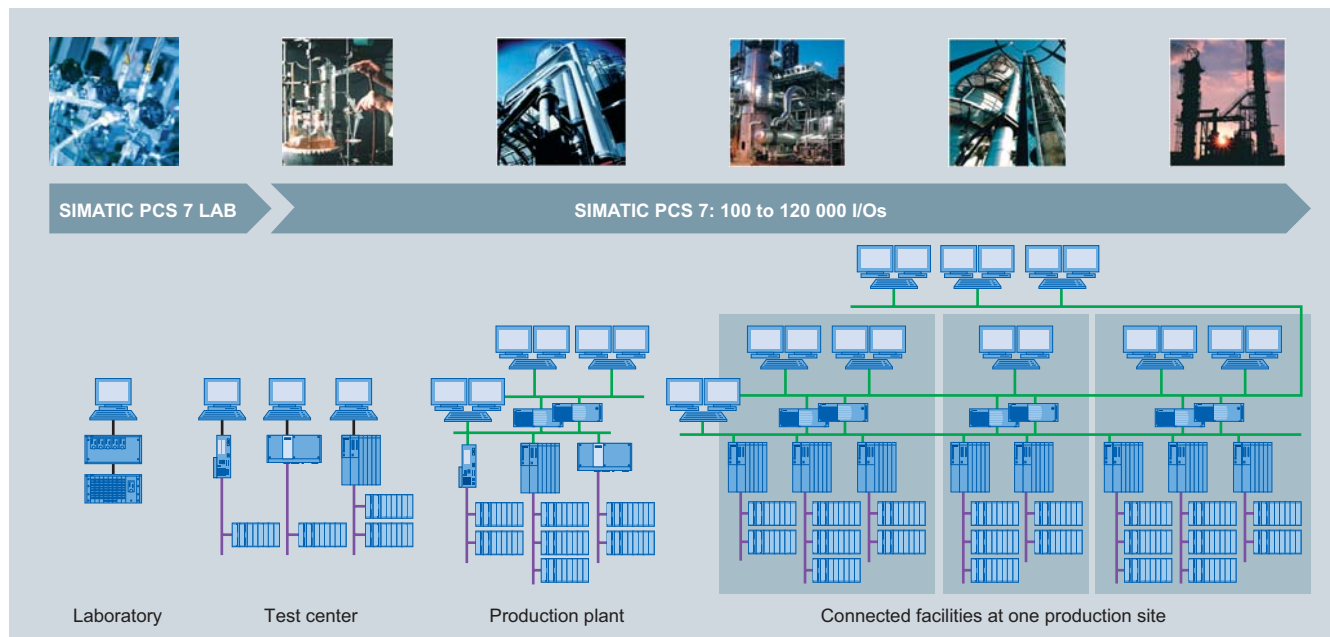 SIMATIC PCS 7 LAB
SIMATIC PCS 7: 100 to 120 000 I/Os
Laboratory
Test center
Production plant
Connected facilities at one production site